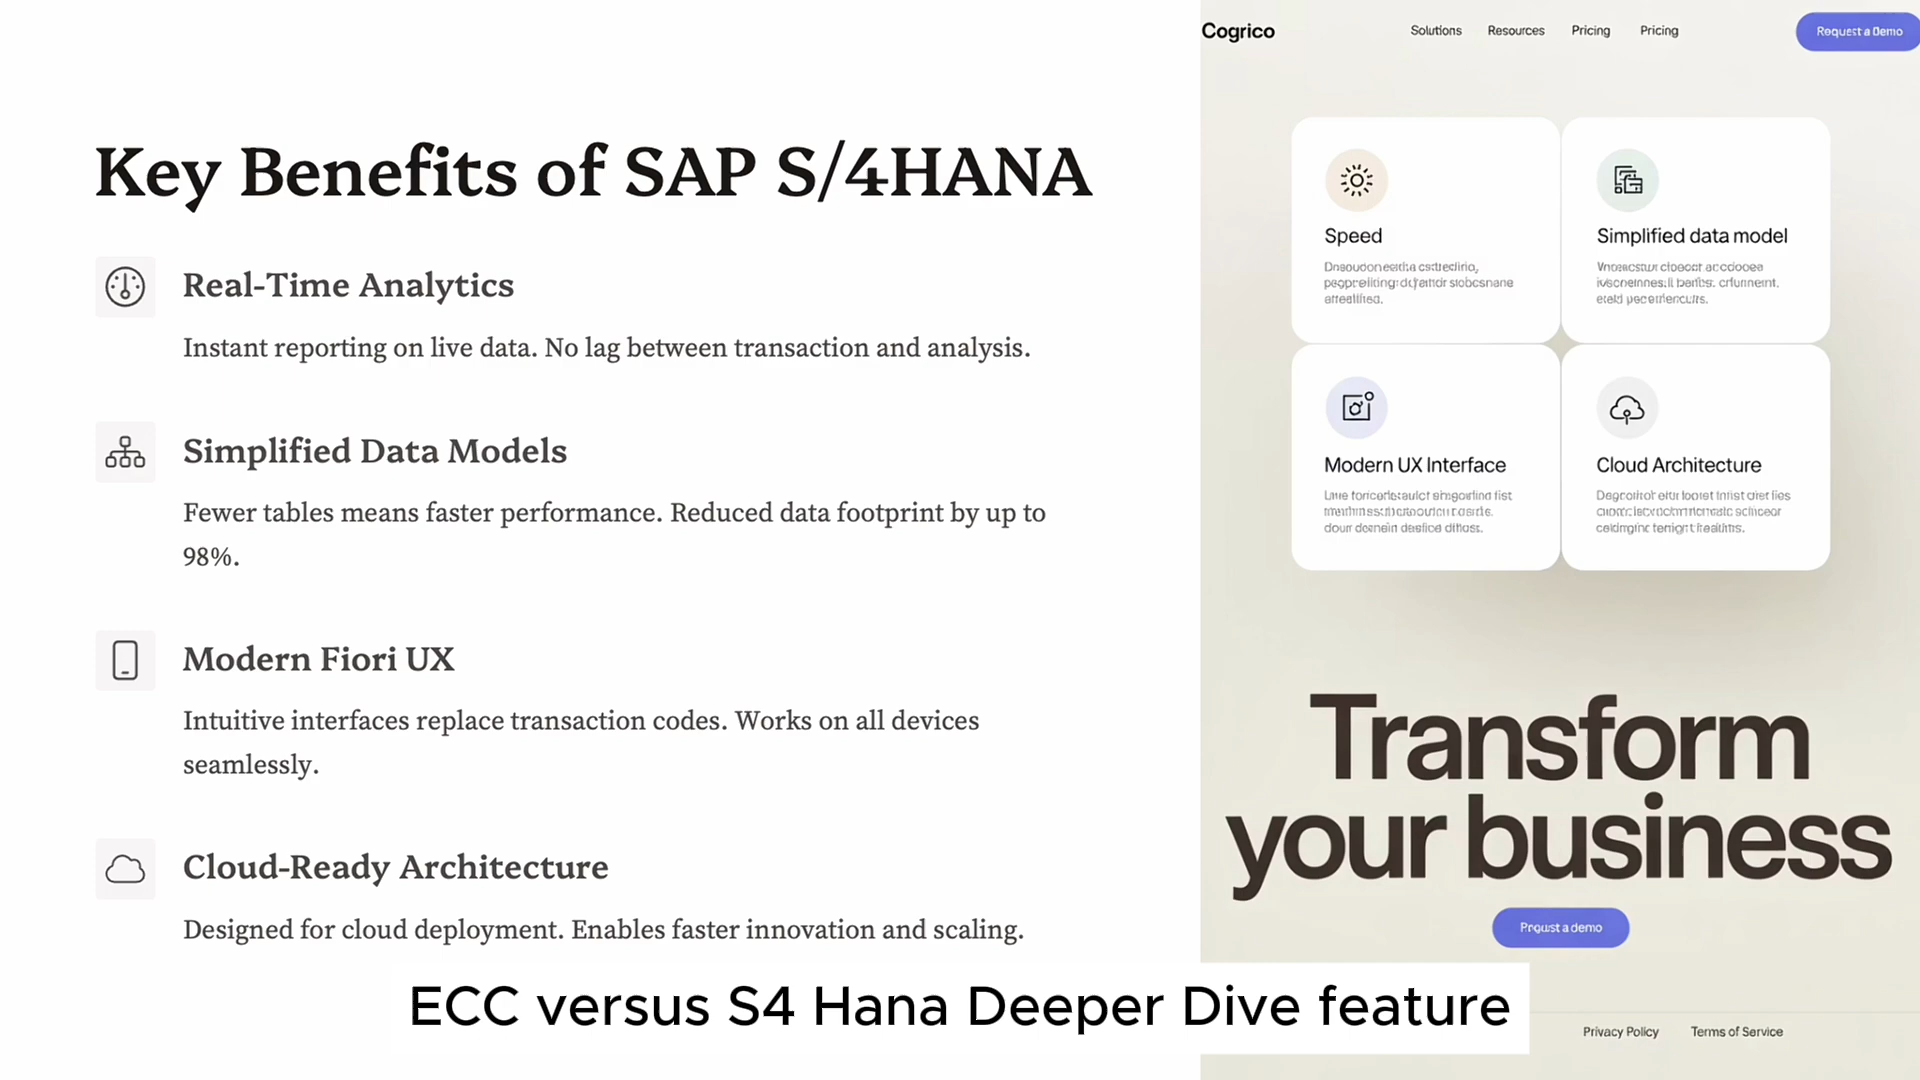 Key Benefits of SAP S/4HANA
Real-Time Analytics
Instant reporting on live data. No lag between transaction and analysis.
Simplified Data Models
Fewer tables means faster performance. Reduced data footprint by up to
98%.
Modern Fiori UX
Intuitive interfaces replace transaction codes. Works on all devices
seamlessly.
Cloud-Ready Architecture
Designed for cloud deployment. Enables faster innovation and scaling.
Cogrico
Solutions Resources Pricing Pricing
Request a Demo
Speed
Simplified data model
Modern UX Interface
Cloud Architecture
Transform
your business
a demo
ECC versus S4 Hana Deeper Dive feature
Privacy Policy Terms of Service